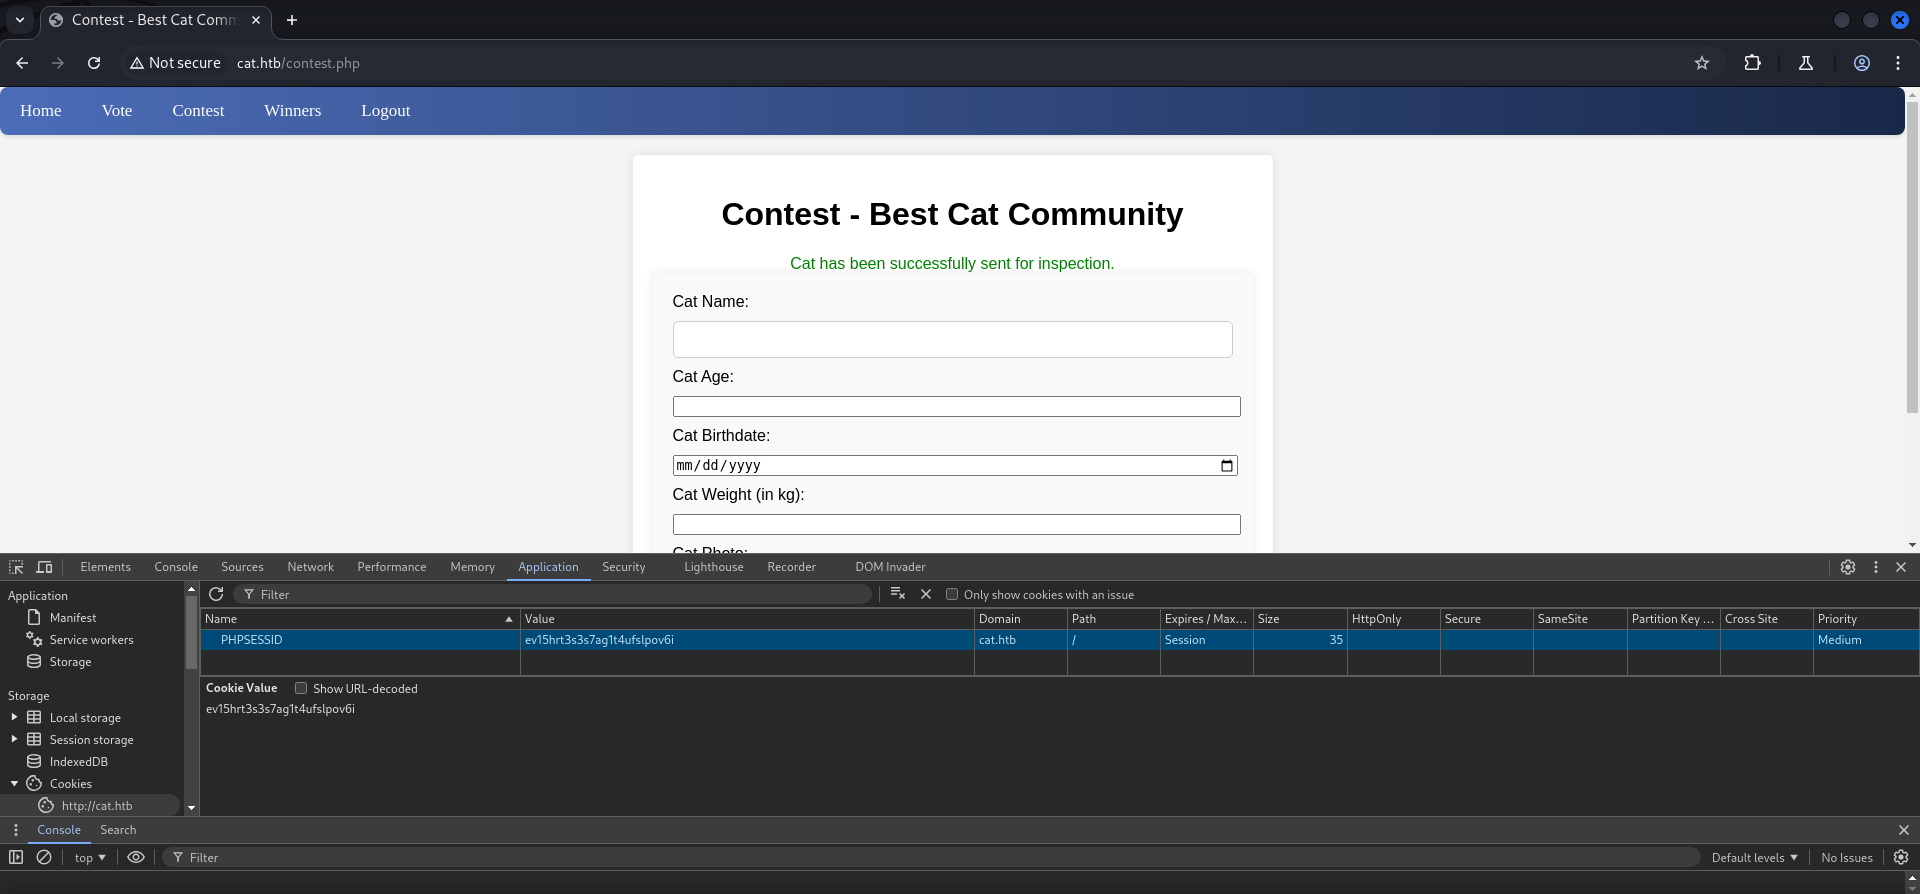 Contest - Best Cat Comm
Not secure cat.htb/contest.php
Home Vote Contest Winners Logout
Contest - Best Cat Community
Cat has been successfully sent for inspection.
Cat Name:
Cat Age:
Cat Birthdate:
mm/dd/yyyy
Cat Weight (in kg):
Cat Photo:
Elements Console Sources Network Performance Memory Application Security Lighthouse Recorder DOM Invader
Application
Manifest
Service workers
Storage
Storage
Local storage
Session storage
IndexedDB
Cookies
http://cat.htb
Filter Only show cookies with an issue
Name Value Domain Path Expires / Max... Size HttpOnly Secure SameSite Partition Key ... Cross Site Priority
PHPSESSID ev15hrt3s3s7ag1t4ufslpov6i cat.htb / Session 35 Medium
Cookie Value Show URL-decoded
ev15hrt3s3s7ag1t4ufslpov6i
Console Search
top Filter Default levels No Issues